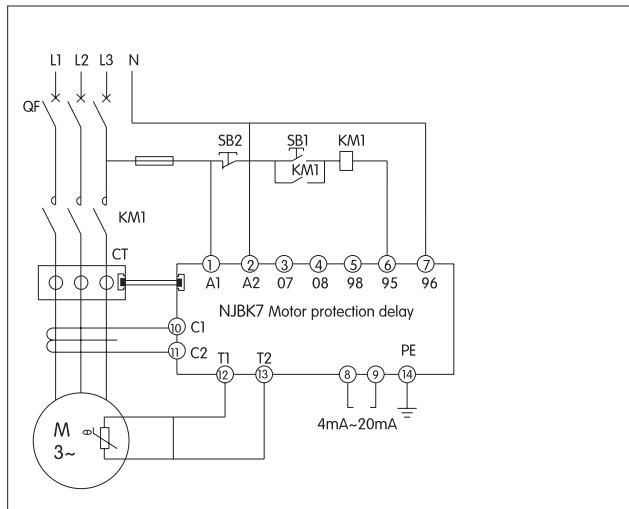 L1 L2 L3 N
QF
SB2 SB1 KM1
KM1
KM1
CT
1 2 3 4 5 6 7
A1 A2 07 08 98 95 96
NJBK7 Motor protection delay
10 C1
11 C2
T1 T2 PE
12 13 8 9 14
4mA~20mA
M
3~
θ